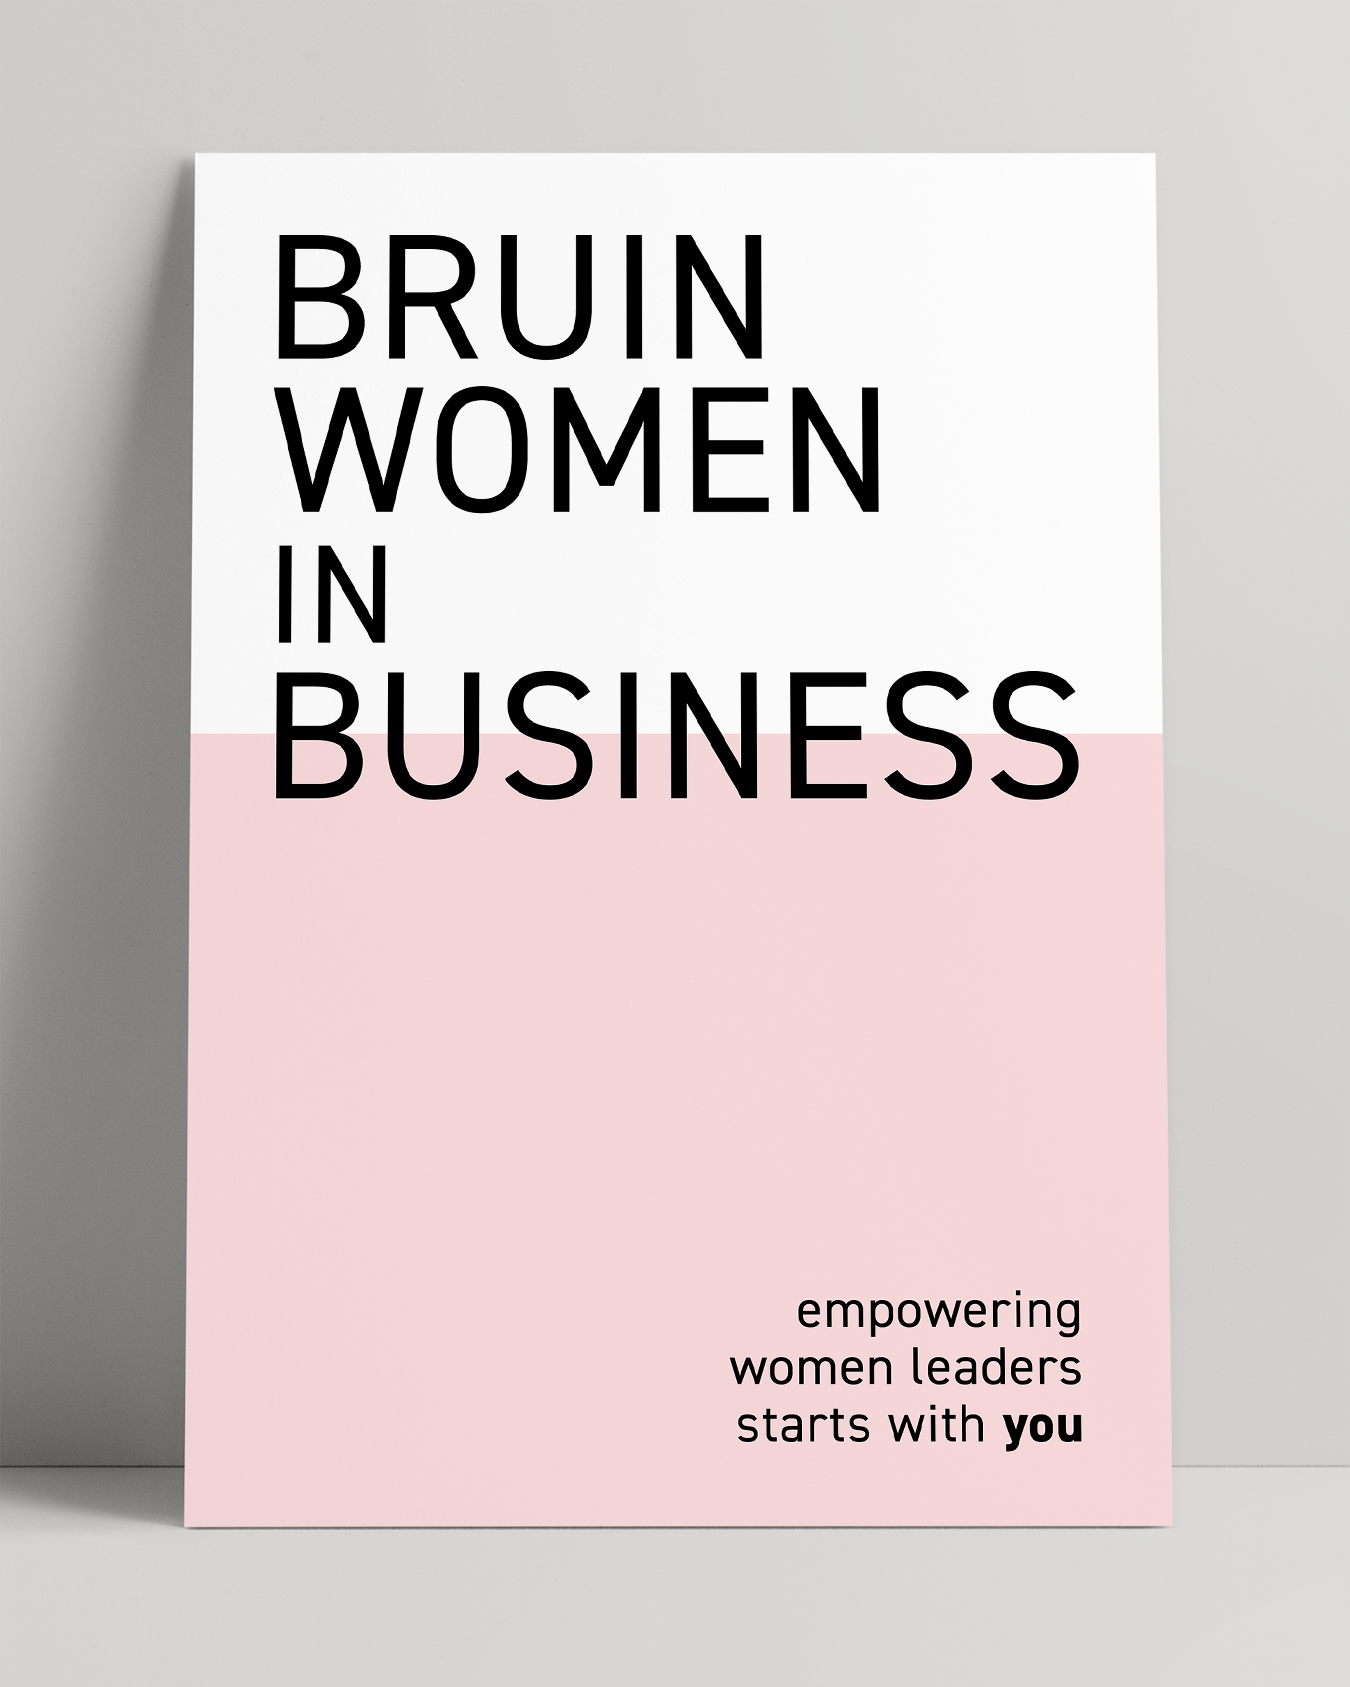 BRUIN
WOMEN
IN
BUSINESS
empowering
women leaders
starts with you